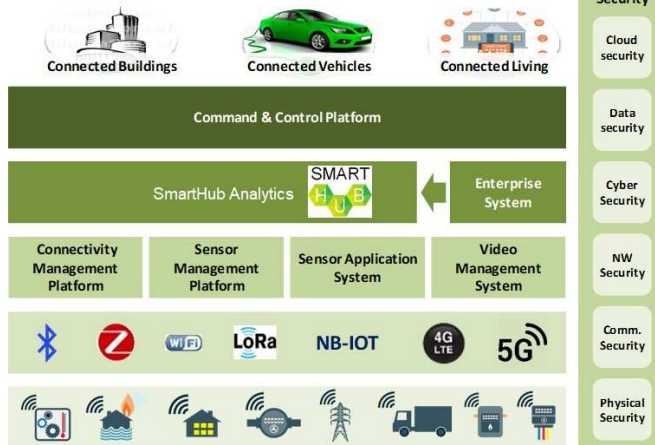 Security
Connected Buildings
Connected Vehicles
Connected Living
Cloud
security
Command & Control Platform
Data
security
SmartHub Analytics
SMART
HUB
Enterprise
System
Cyber
Security
Connectivity
Management
Platform
Sensor
Management
Platform
Sensor Application
System
Video
Management
System
NW
Security
WiFi
LoRa
NB-IOT
4G
LTE
5G
Comm.
Security
Physical
Security